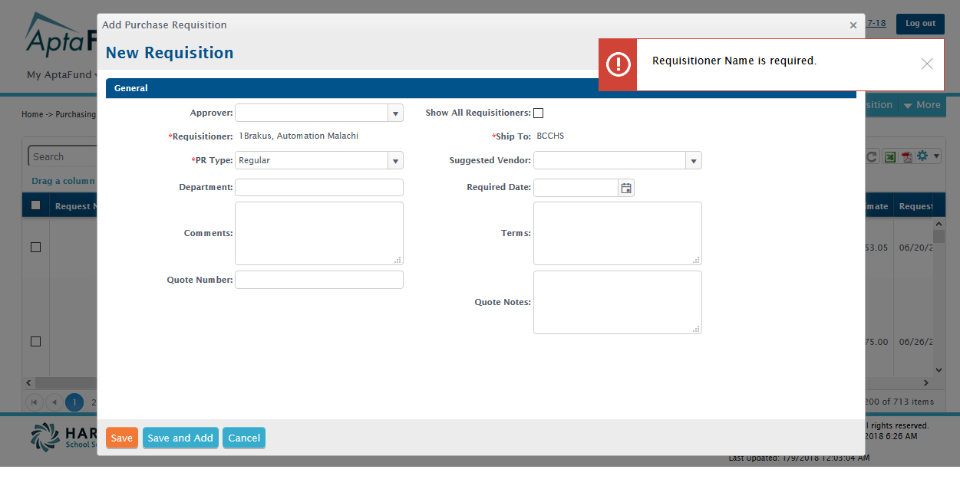 Add Purchase Requisition
New Requisition
Requisitioner Name is required.
17-18
Log out
AptaF
My AptaFund
General
Home -> Purchasing
sition
More
Approver:
Show All Requisitioners:
*Requisitioner: 1Brakus, Automation Malachi
*Ship To: BCCHS
*PR Type: Regular
Suggested Vendor:
Search
Drag a column
Department:
Required Date:
Request N
mate
Request
Comments:
Terms:
53.05
06/20/2
Quote Number:
Quote Notes:
75.00
06/26/2
1
2
200 of 713 items
Save
Save and Add
Cancel
HAR
School S
l rights reserved.
2018 6:26 AM
Last Updated: 1/9/2018 12:03:04 AM